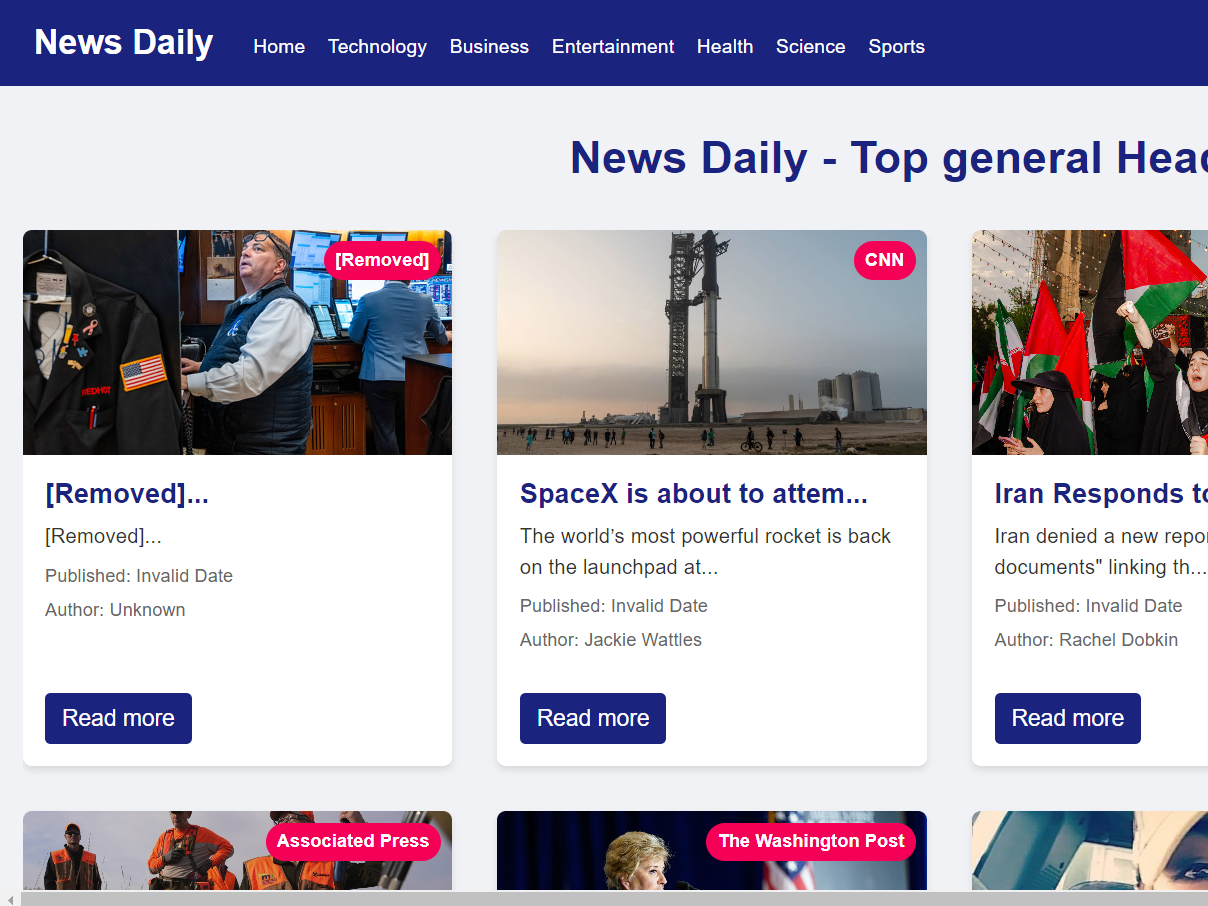 News Daily
Home Technology Business Entertainment Health Science Sports
News Daily - Top general Head
[Removed]
CNN
REDHOT
[Removed]...
[Removed]...
Published: Invalid Date
Author: Unknown
Read more
SpaceX is about to attem...
The world’s most powerful rocket is back
on the launchpad at...
Published: Invalid Date
Author: Jackie Wattles
Read more
Iran Responds to
Iran denied a new repor
documents" linking th...
Published: Invalid Date
Author: Rachel Dobkin
Read more
Associated Press
The Washington Post